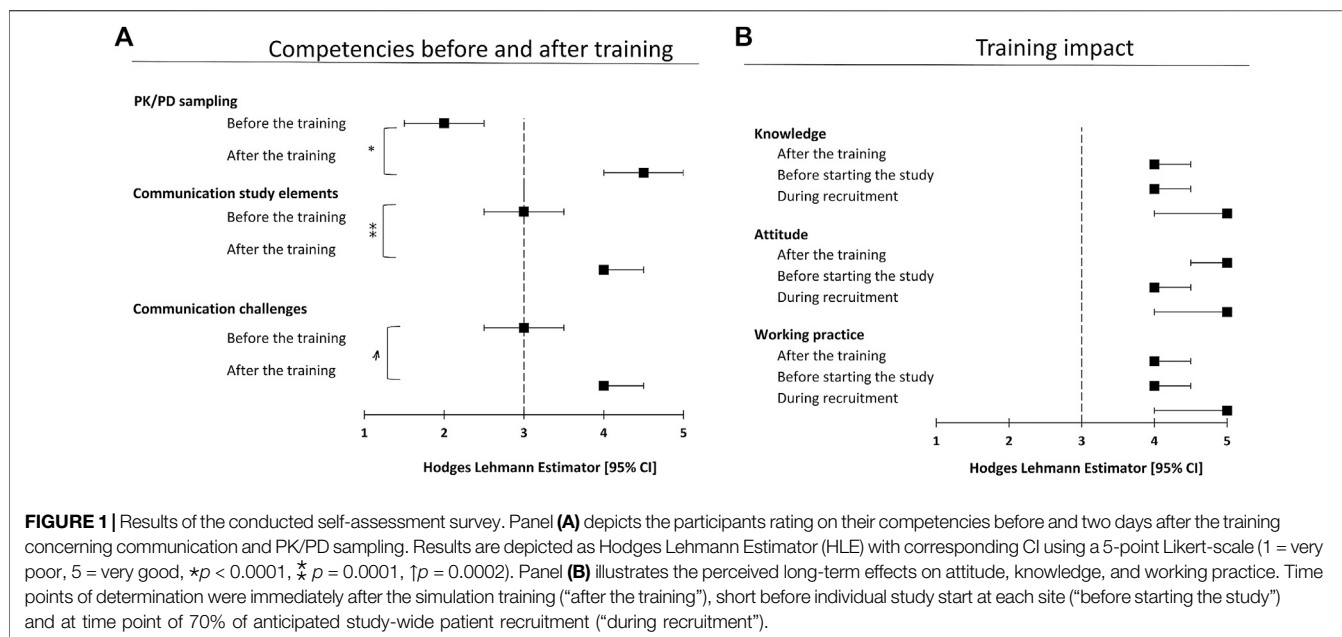 A
Competencies before and after training
PK/PD sampling
Before the training
After the training
*
Communication study elements
Before the training
After the training
**
Communication challenges
Before the training
After the training
↑
1 2 3 4 5
Hodges Lehmann Estimator [95% CI]
B
Training impact
Knowledge
After the training
Before starting the study
During recruitment
Attitude
After the training
Before starting the study
During recruitment
Working practice
After the training
Before starting the study
During recruitment
1 2 3 4 5
Hodges Lehmann Estimator [95% CI]
FIGURE 1 | Results of the conducted self-assessment survey. Panel (A) depicts the participants rating on their competencies before and two days after the training
concerning communication and PK/PD sampling. Results are depicted as Hodges Lehmann Estimator (HLE) with corresponding CI using a 5-point Likert-scale (1 = very
poor, 5 = very good, *p < 0.0001, ** p = 0.0001, ↑p = 0.0002). Panel (B) illustrates the perceived long-term effects on attitude, knowledge, and working practice. Time
points of determination were immediately after the simulation training (“after the training”), short before individual study start at each site (“before starting the study”)
and at time point of 70% of anticipated study-wide patient recruitment (“during recruitment”).